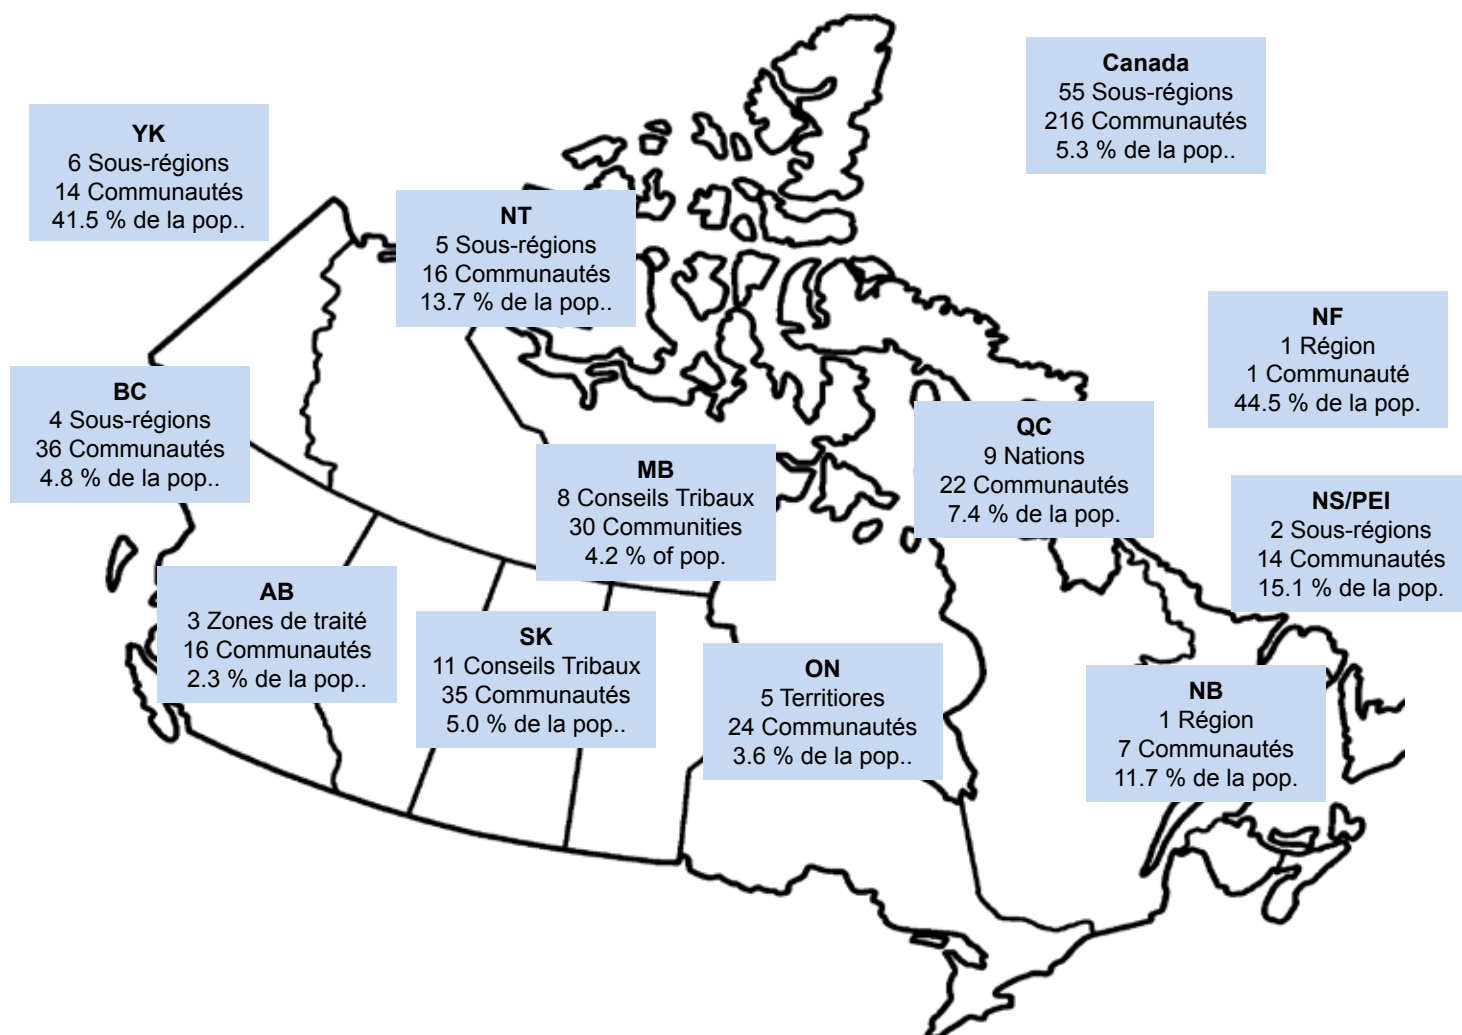 Canada
55 Sous-régions
216 Communautés
5.3 % de la pop..
YK
6 Sous-régions
14 Communautés
41.5 % de la pop..
NT
5 Sous-régions
16 Communautés
13.7 % de la pop..
NF
1 Région
1 Communauté
44.5 % de la pop.
BC
4 Sous-régions
36 Communautés
4.8 % de la pop..
QC
9 Nations
22 Communautés
7.4 % de la pop.
MB
8 Conseils Tribaux
30 Communities
4.2 % of pop.
NS/PEI
2 Sous-régions
14 Communautés
15.1 % de la pop.
AB
3 Zones de traité
16 Communautés
2.3 % de la pop..
SK
11 Conseils Tribaux
35 Communautés
5.0 % de la pop..
ON
5 Territiores
24 Communautés
3.6 % de la pop..
NB
1 Région
7 Communautés
11.7 % de la pop.